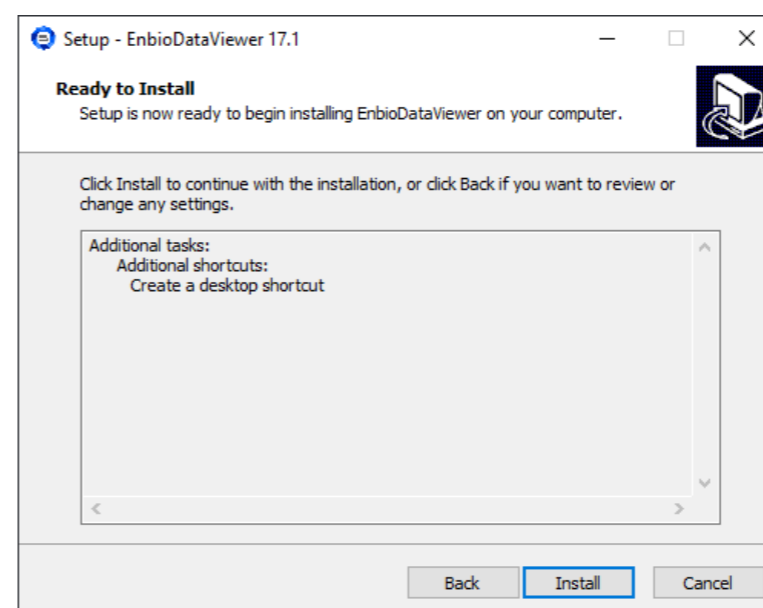 Setup - EnbioDataViewer 17.1
Ready to Install
Setup is now ready to begin installing EnbioDataViewer on your computer.
Click Install to continue with the installation, or click Back if you want to review or
change any settings.
Additional tasks:
Additional shortcuts:
Create a desktop shortcut
Back Install Cancel